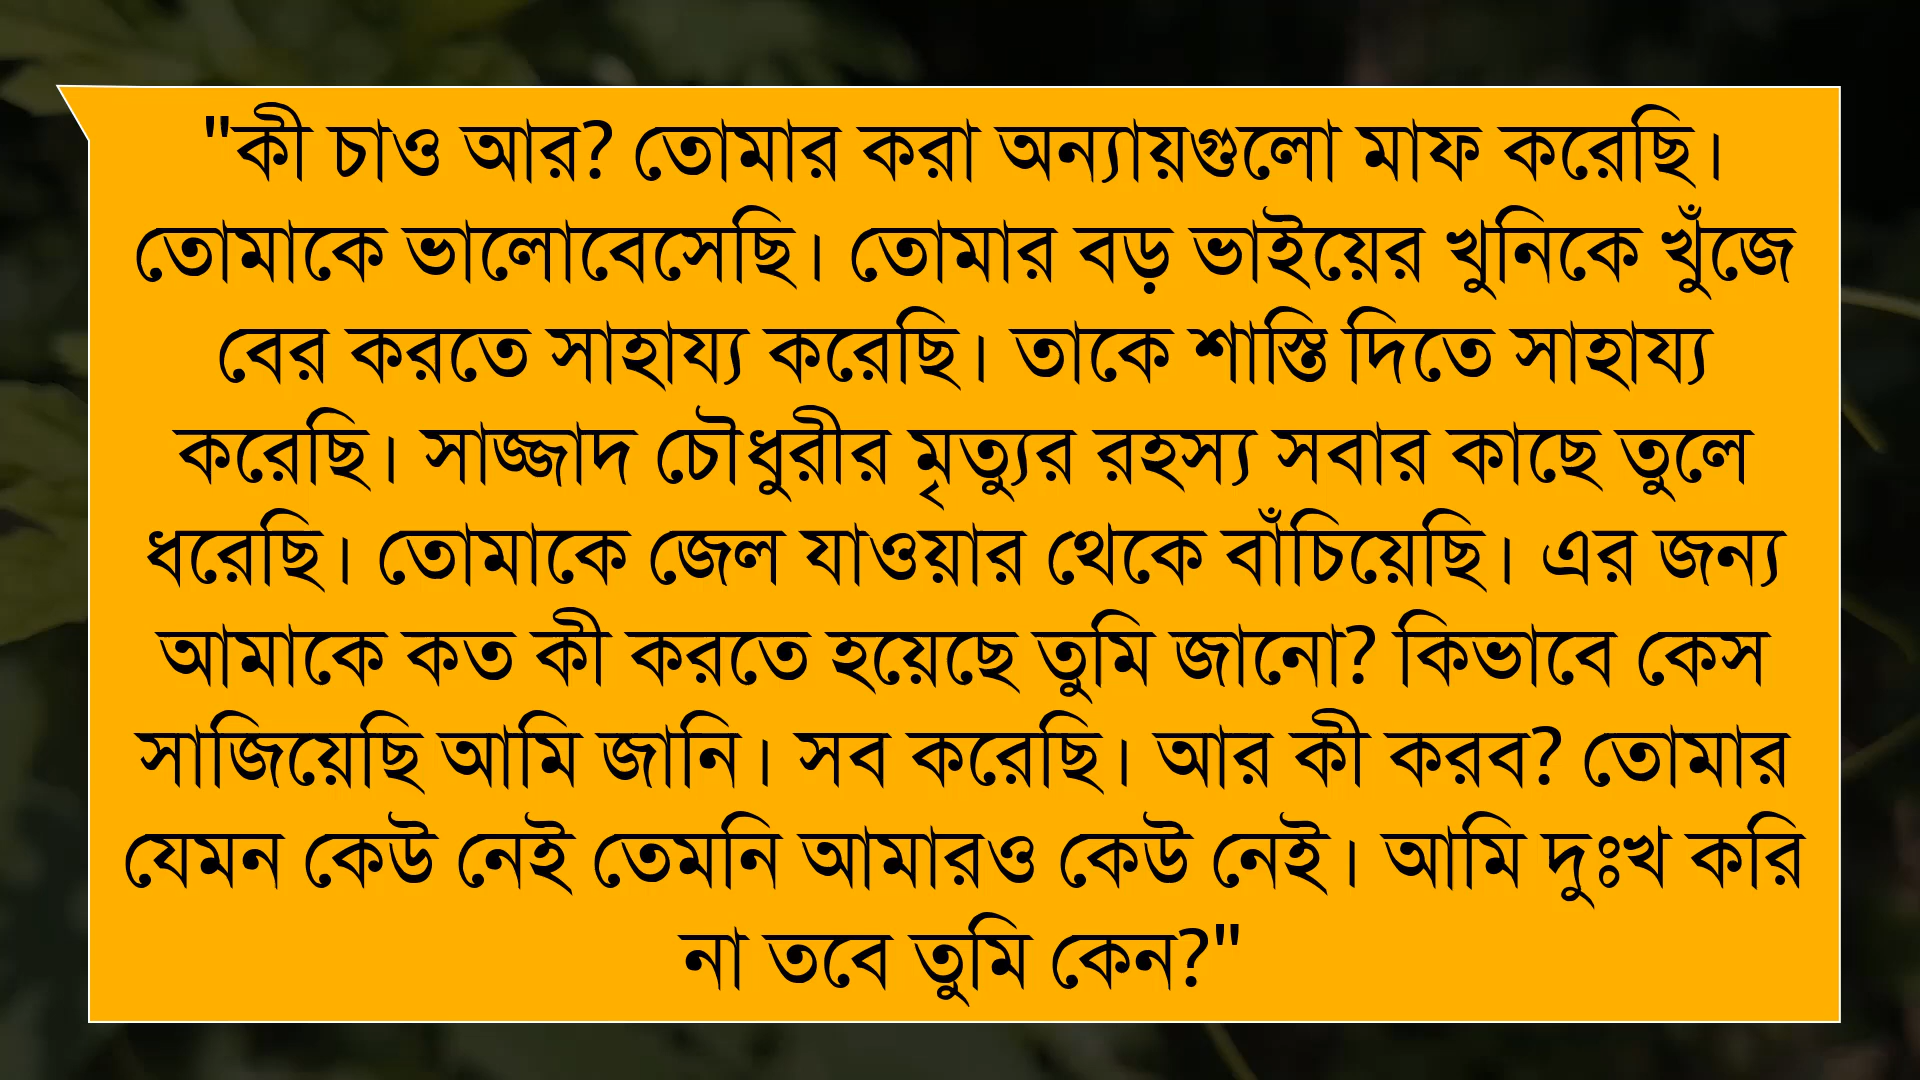 "কী চাও আর? তোমার করা অন্যায়গুলো মাফ করেছি।
তোমাকে ভালোবেসেছি। তোমার বড় ভাইয়ের খুনিকে খুঁজে
বের করতে সাহায্য করেছি। তাকে শাস্তি দিতে সাহায্য
করেছি। সাজ্জাদ চৌধুরীর মৃত্যুর রহস্য সবার কাছে তুলে
ধরেছি। তোমাকে জেল যাওয়ার থেকে বাঁচিয়েছি। এর জন্য
আমাকে কত কী করতে হয়েছে তুমি জানো? কিভাবে কেস
সাজিয়েছি আমি জানি। সব করেছি। আর কী করব? তোমার
যেমন কেউ নেই তেমনি আমারও কেউ নেই। আমি দুঃখ করি
না তবে তুমি কেন?"